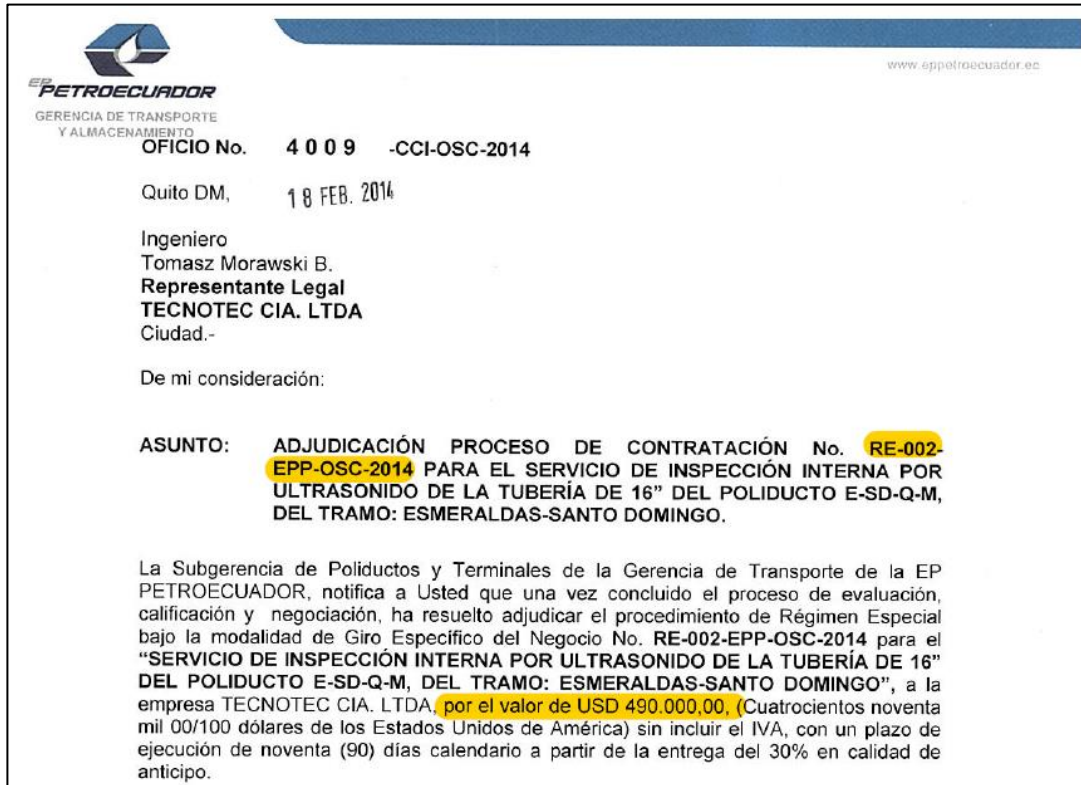 www.eppetroecuador.ec
EP
PETROECUADOR
GERENCIA DE TRANSPORTE
Y ALMACENAMIENTO
OFICIO No. 4009 -CCI-OSC-2014
Quito DM, 18 FEB. 2014
Ingeniero
Tomasz Morawski B.
Representante Legal
TECNOTEC CIA. LTDA
Ciudad.-
De mi consideración:
ASUNTO: ADJUDICACIÓN PROCESO DE CONTRATACIÓN No. RE-002-
EPP-OSC-2014 PARA EL SERVICIO DE INSPECCIÓN INTERNA POR
ULTRASONIDO DE LA TUBERÍA DE 16” DEL POLIDUCTO E-SD-Q-M,
DEL TRAMO: ESMERALDAS-SANTO DOMINGO.
La Subgerencia de Poliductos y Terminales de la Gerencia de Transporte de la EP
PETROECUADOR, notifica a Usted que una vez concluido el proceso de evaluación,
calificación y negociación, ha resuelto adjudicar el procedimiento de Régimen Especial
bajo la modalidad de Giro Específico del Negocio No. RE-002-EPP-OSC-2014 para el
“SERVICIO DE INSPECCIÓN INTERNA POR ULTRASONIDO DE LA TUBERÍA DE 16”
DEL POLIDUCTO E-SD-Q-M, DEL TRAMO: ESMERALDAS-SANTO DOMINGO”, a la
empresa TECNOTEC CIA. LTDA, por el valor de USD 490.000,00, (Cuatrocientos noventa
mil 00/100 dólares de los Estados Unidos de América) sin incluir el IVA, con un plazo de
ejecución de noventa (90) días calendario a partir de la entrega del 30% en calidad de
anticipo.